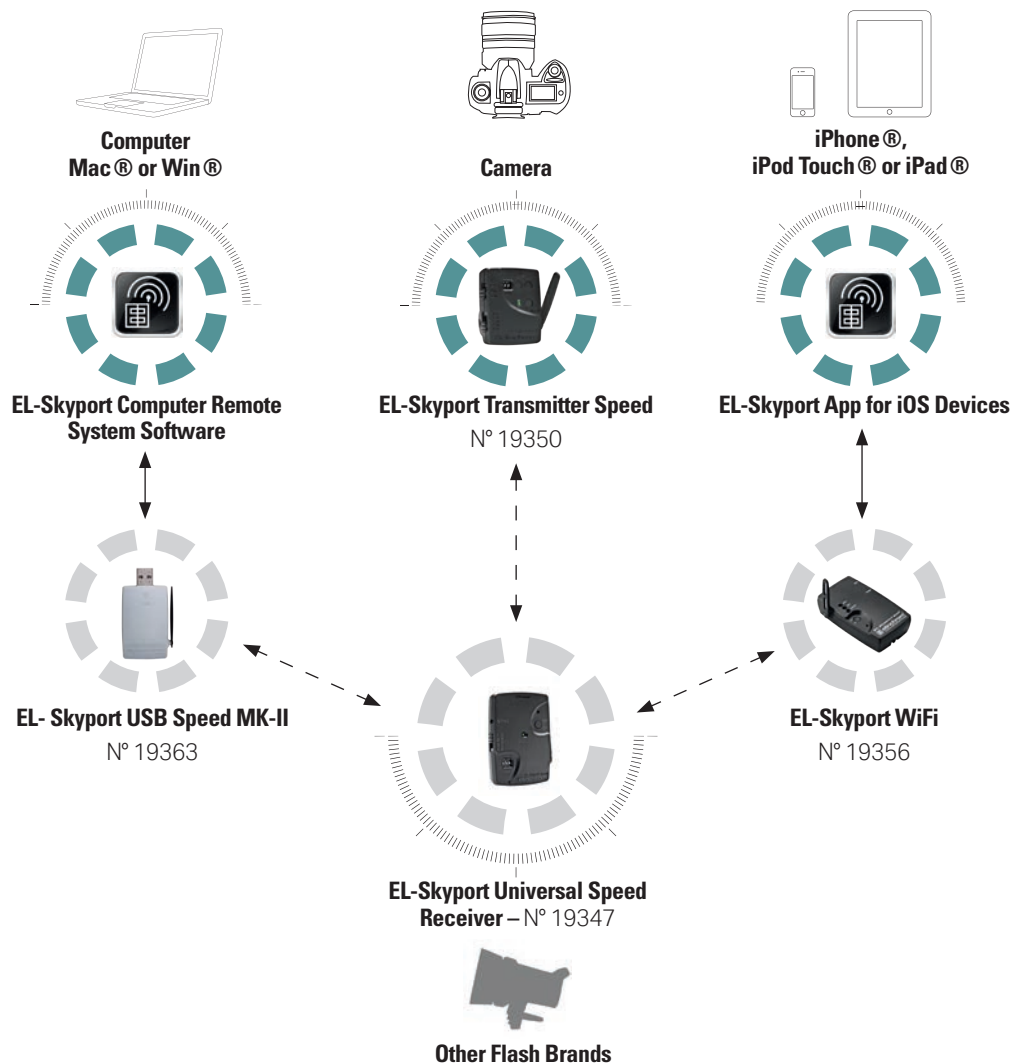 Computer
Mac ® or Win ®
Camera
iPhone ®,
iPod Touch ® or iPad ®
EL-Skyport Computer Remote
System Software
EL-Skyport Transmitter Speed
N° 19350
EL-Skyport App for iOS Devices
EL- Skyport USB Speed MK-II
N° 19363
EL-Skyport WiFi
N° 19356
EL-Skyport Universal Speed
Receiver – N° 19347
Other Flash Brands